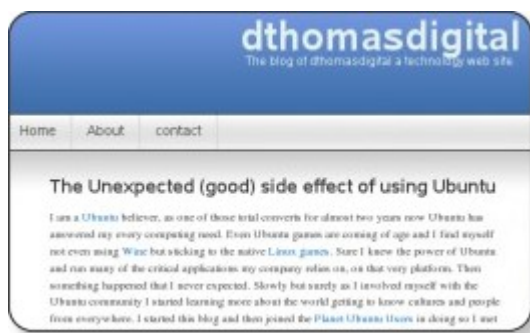 dthomasdigital
The blog of dthomasdigital a technology web site
Home About contact
The Unexpected (good) side effect of using Ubuntu
I am a Ubuntu believer, as one of those total converts for almost two years now Ubuntu has
answered my every computing need. Even Ubuntu games are coming of age and I find myself
not even using Wine but sticking to the native Linux games. Sure I knew the power of Ubuntu
and run many of the critical applications my company relies on, on that very platform. Then
something happened that I never expected. Slowly but surely as I involved myself with the
Ubuntu community I started learning more about the world getting to know cultures and people
from everywhere. I started this blog and then joined the Planet Ubuntu Users in doing so I met